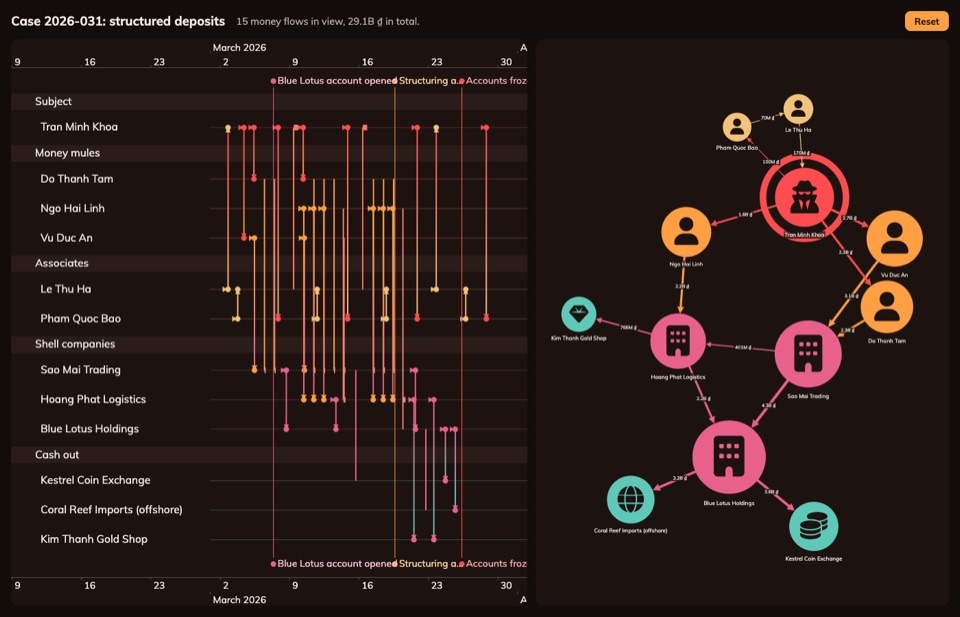 Case 2026-031: structured deposits
15 money flows in view, 29.1B ₫ in total.
Reset
March 2026
A
9 16 23 2 9 16 23 30
Blue Lotus account opened
Structuring a...
Accounts froz
Subject
Tran Minh Khoa
Money mules
Do Thanh Tam
Ngo Hai Linh
Vu Duc An
Associates
Le Thu Ha
Pham Quoc Bao
Shell companies
Sao Mai Trading
Hoang Phat Logistics
Blue Lotus Holdings
Cash out
Kestrel Coin Exchange
Coral Reef Imports (offshore)
Kim Thanh Gold Shop
Blue Lotus account opened
Structuring a...
Accounts froz
9 16 23 2 9 16 23 30
March 2026
A
Le Thu Ha
70M ₫
Pham Quoc Bao
170M ₫
Tran Minh Khoa
1.8B ₫
2.7B ₫
Ngo Hai Linh
Vu Duc An
Do Thanh Tam
Kim Thanh Gold Shop
Hoang Phat Logistics
Sao Mai Trading
Blue Lotus Holdings
Coral Reef Imports (offshore)
Kestrel Coin Exchange